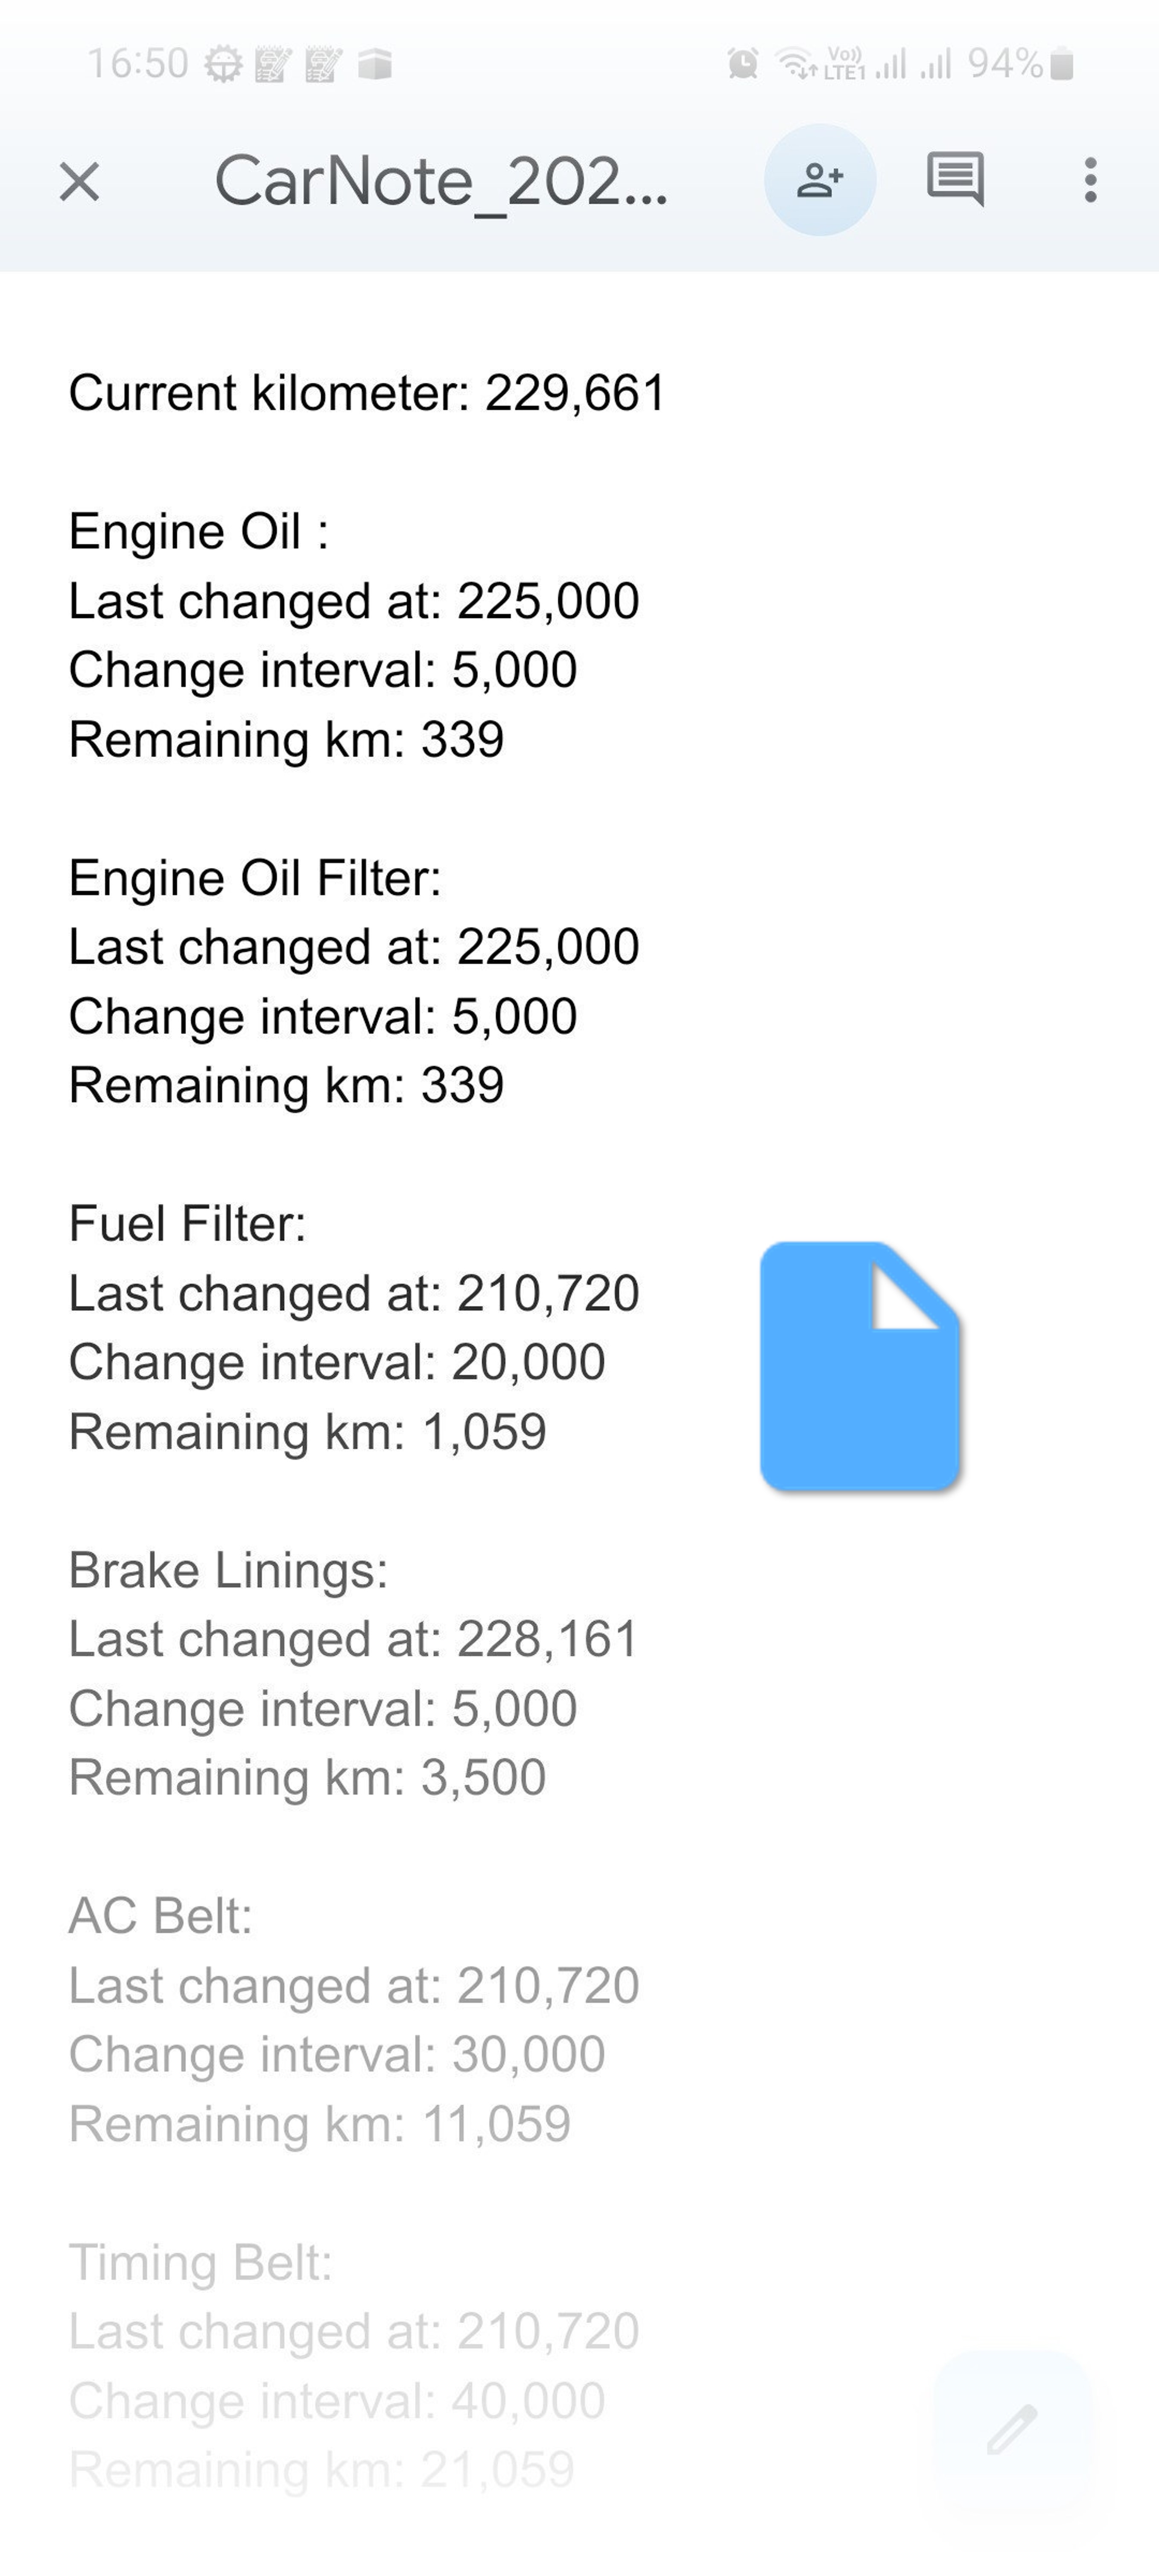 16:50
Vo))
LTE1
94%
CarNote_202...
Current kilometer: 229,661
Engine Oil :
Last changed at: 225,000
Change interval: 5,000
Remaining km: 339
Engine Oil Filter:
Last changed at: 225,000
Change interval: 5,000
Remaining km: 339
Fuel Filter:
Last changed at: 210,720
Change interval: 20,000
Remaining km: 1,059
Brake Linings:
Last changed at: 228,161
Change interval: 5,000
Remaining km: 3,500
AC Belt:
Last changed at: 210,720
Change interval: 30,000
Remaining km: 11,059
Timing Belt:
Last changed at: 210,720
Change interval: 40,000
Remaining km: 21,059